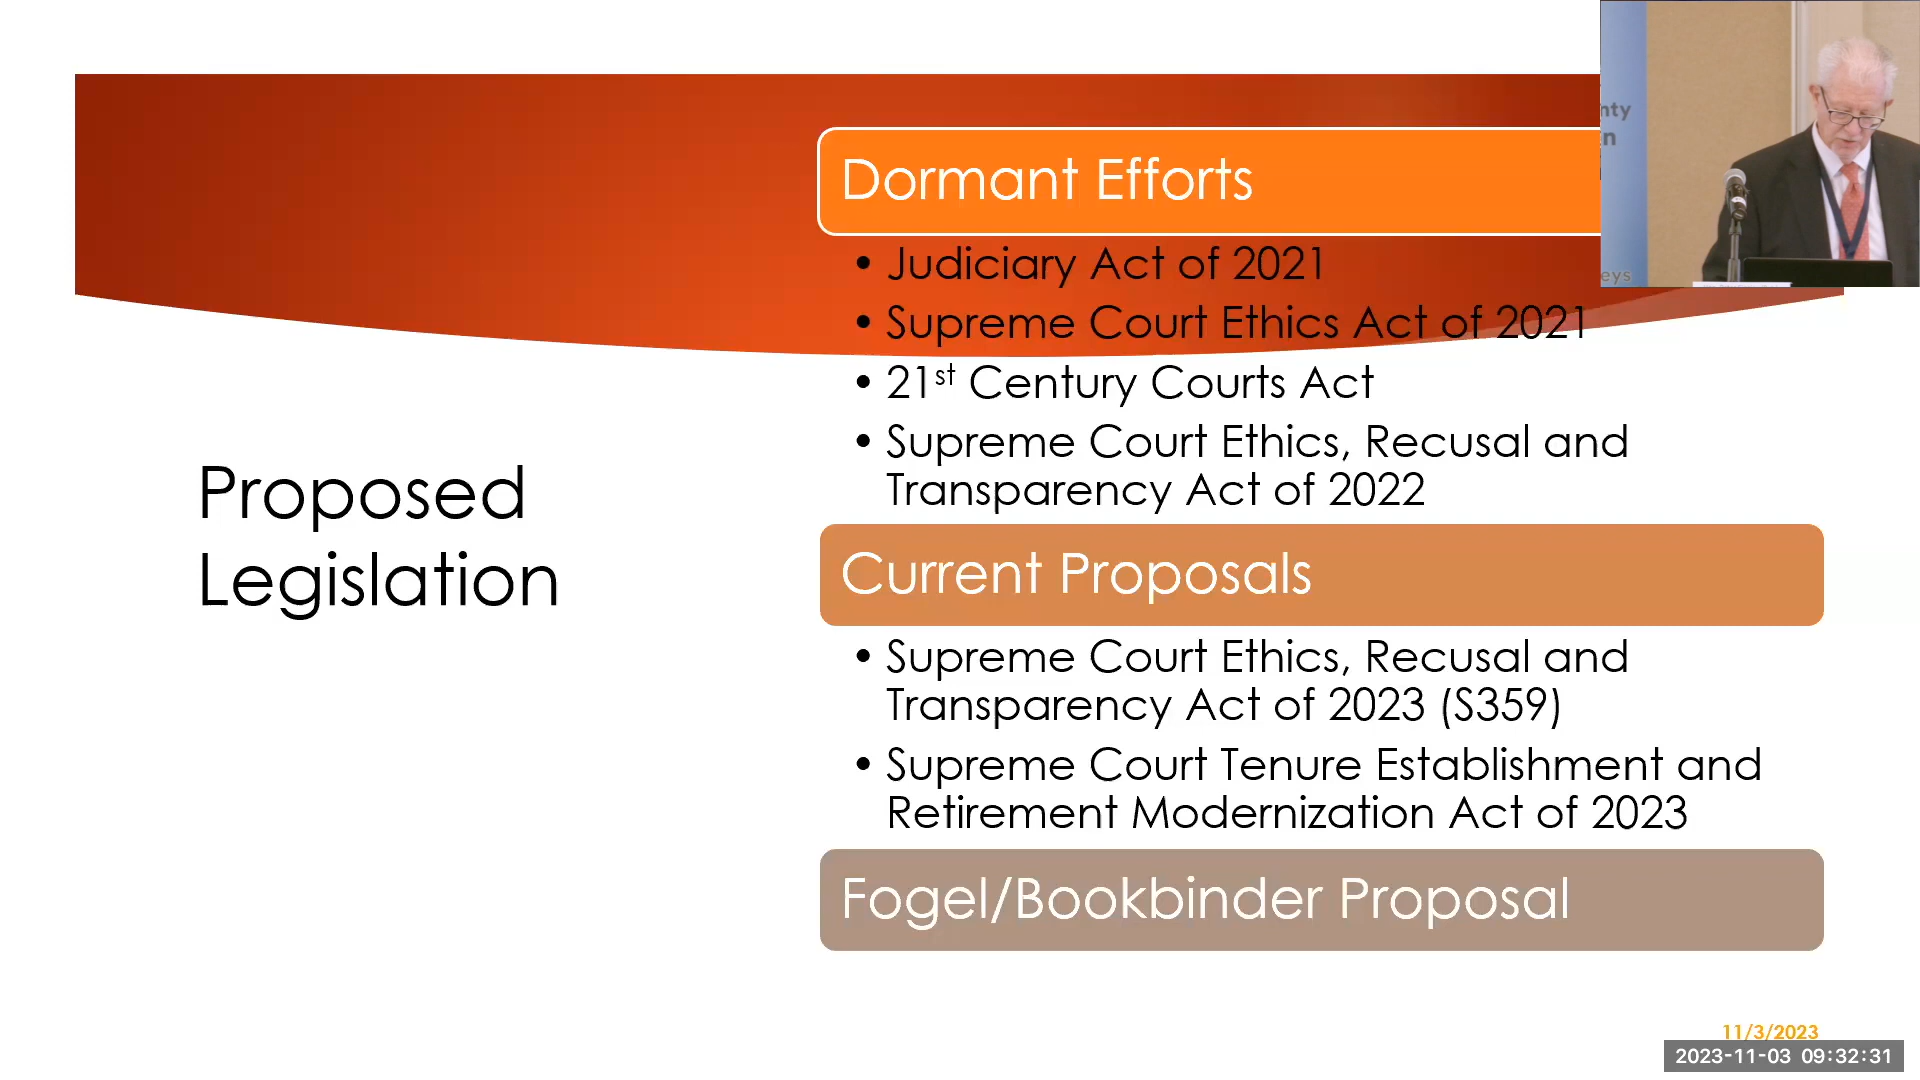 Dormant Efforts
• Judiciary Act of 2021
• Supreme Court Ethics Act of 2021
• 21st Century Courts Act
• Supreme Court Ethics, Recusal and
Transparency Act of 2022
Proposed
Legislation
Current Proposals
• Supreme Court Ethics, Recusal and
Transparency Act of 2023 (S359)
• Supreme Court Tenure Establishment and
Retirement Modernization Act of 2023
Fogel/Bookbinder Proposal
11/3/2023
2023-11-03 09:32:31